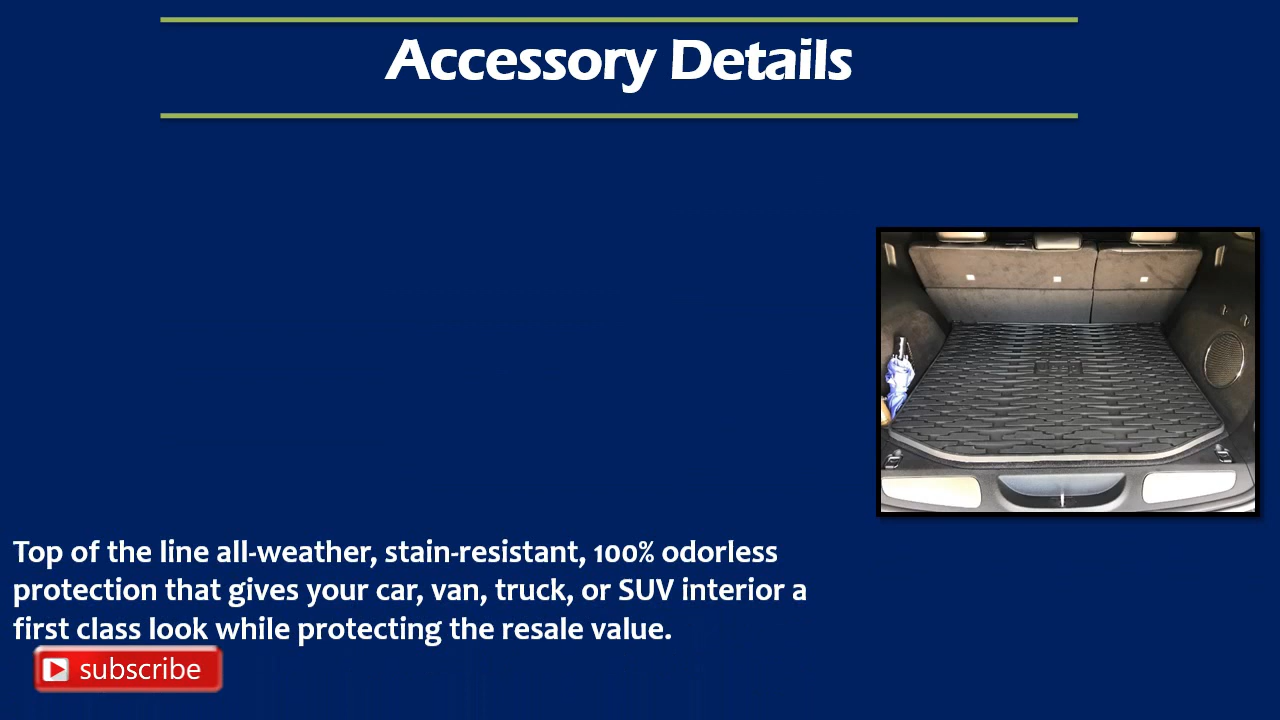 Accessory Details
Top of the line all-weather, stain-resistant, 100% odorless
protection that gives your car, van, truck, or SUV interior a
first class look while protecting the resale value.
subscribe